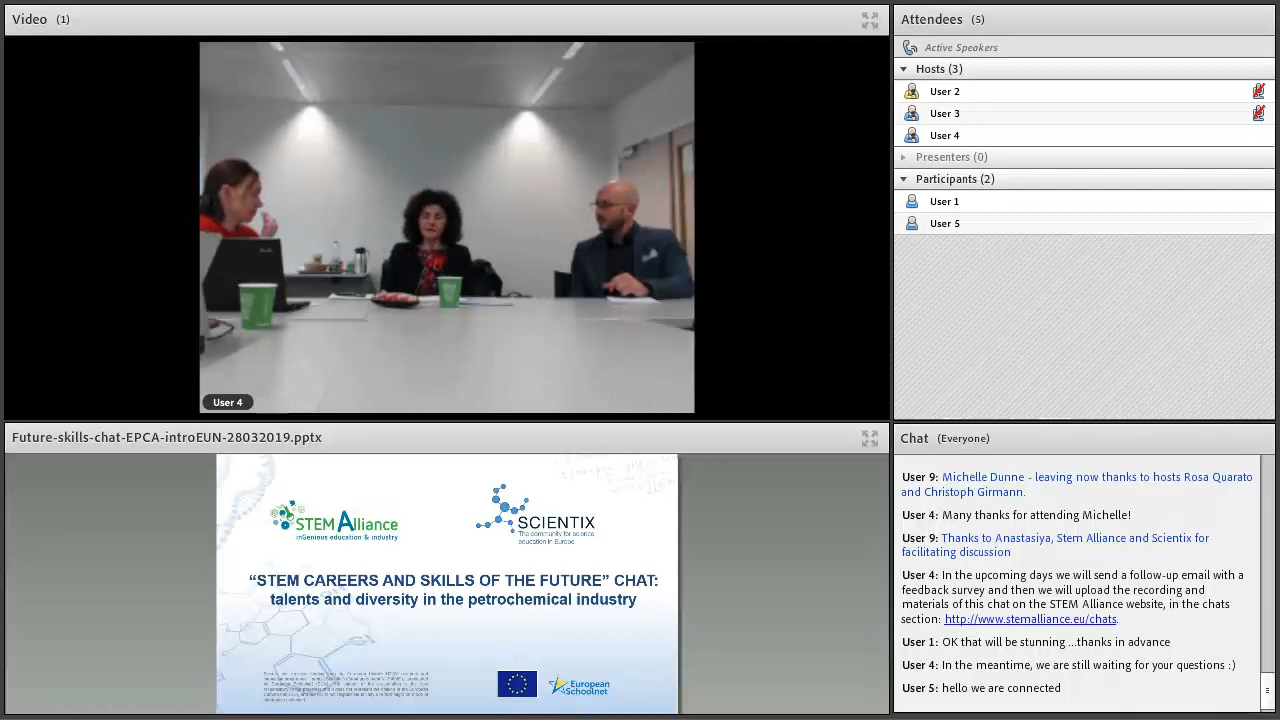 Video (1)
User 4
Attendees (5)
Active Speakers
Hosts (3)
User 2
User 3
User 4
Presenters (0)
Participants (2)
User 1
User 5
Future-skills-chat-EPCA-introEUN-28032019.pptx
STEM Alliance
inGenious education & industry
SCIENTIX
The community for science
education in Europe
“STEM CAREERS AND SKILLS OF THE FUTURE” CHAT:
talents and diversity in the petrochemical industry
European
Schoolnet
Chat (Everyone)
User 9: Michelle Dunne - leaving now thanks to hosts Rosa Quarato
and Christoph Girmann.
User 4: Many thanks for attending Michelle!
User 9: Thanks to Anastasiya, Stem Alliance and Scientix for
facilitating discussion
User 4: In the upcoming days we will send a follow-up email with a
feedback survey and then we will upload the recording and
materials of this chat on the STEM Alliance website, in the chats
section: http://www.stemalliance.eu/chats.
User 1: OK that will be stunning...thanks in advance
User 4: In the meantime, we are still waiting for your questions :)
User 5: hello i am connected